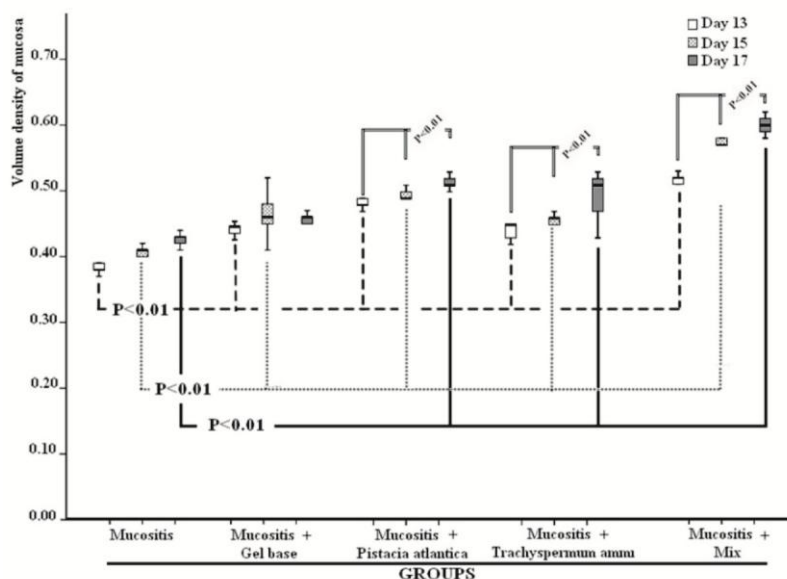 Day 13
Day 15
Day 17
Volume density of mucosa
0.70
0.60
0.50
0.40
0.30
0.20
0.10
0.00
P<0.01
P<0.01
P<0.01
P<0.01
P<0.01
P<0.01
Mucositis
Mucositis +
Gel base
Mucositis +
Pistacia atlantica
Mucositis +
Trachyspermum ammi
Mucositis +
Mix
GROUPS